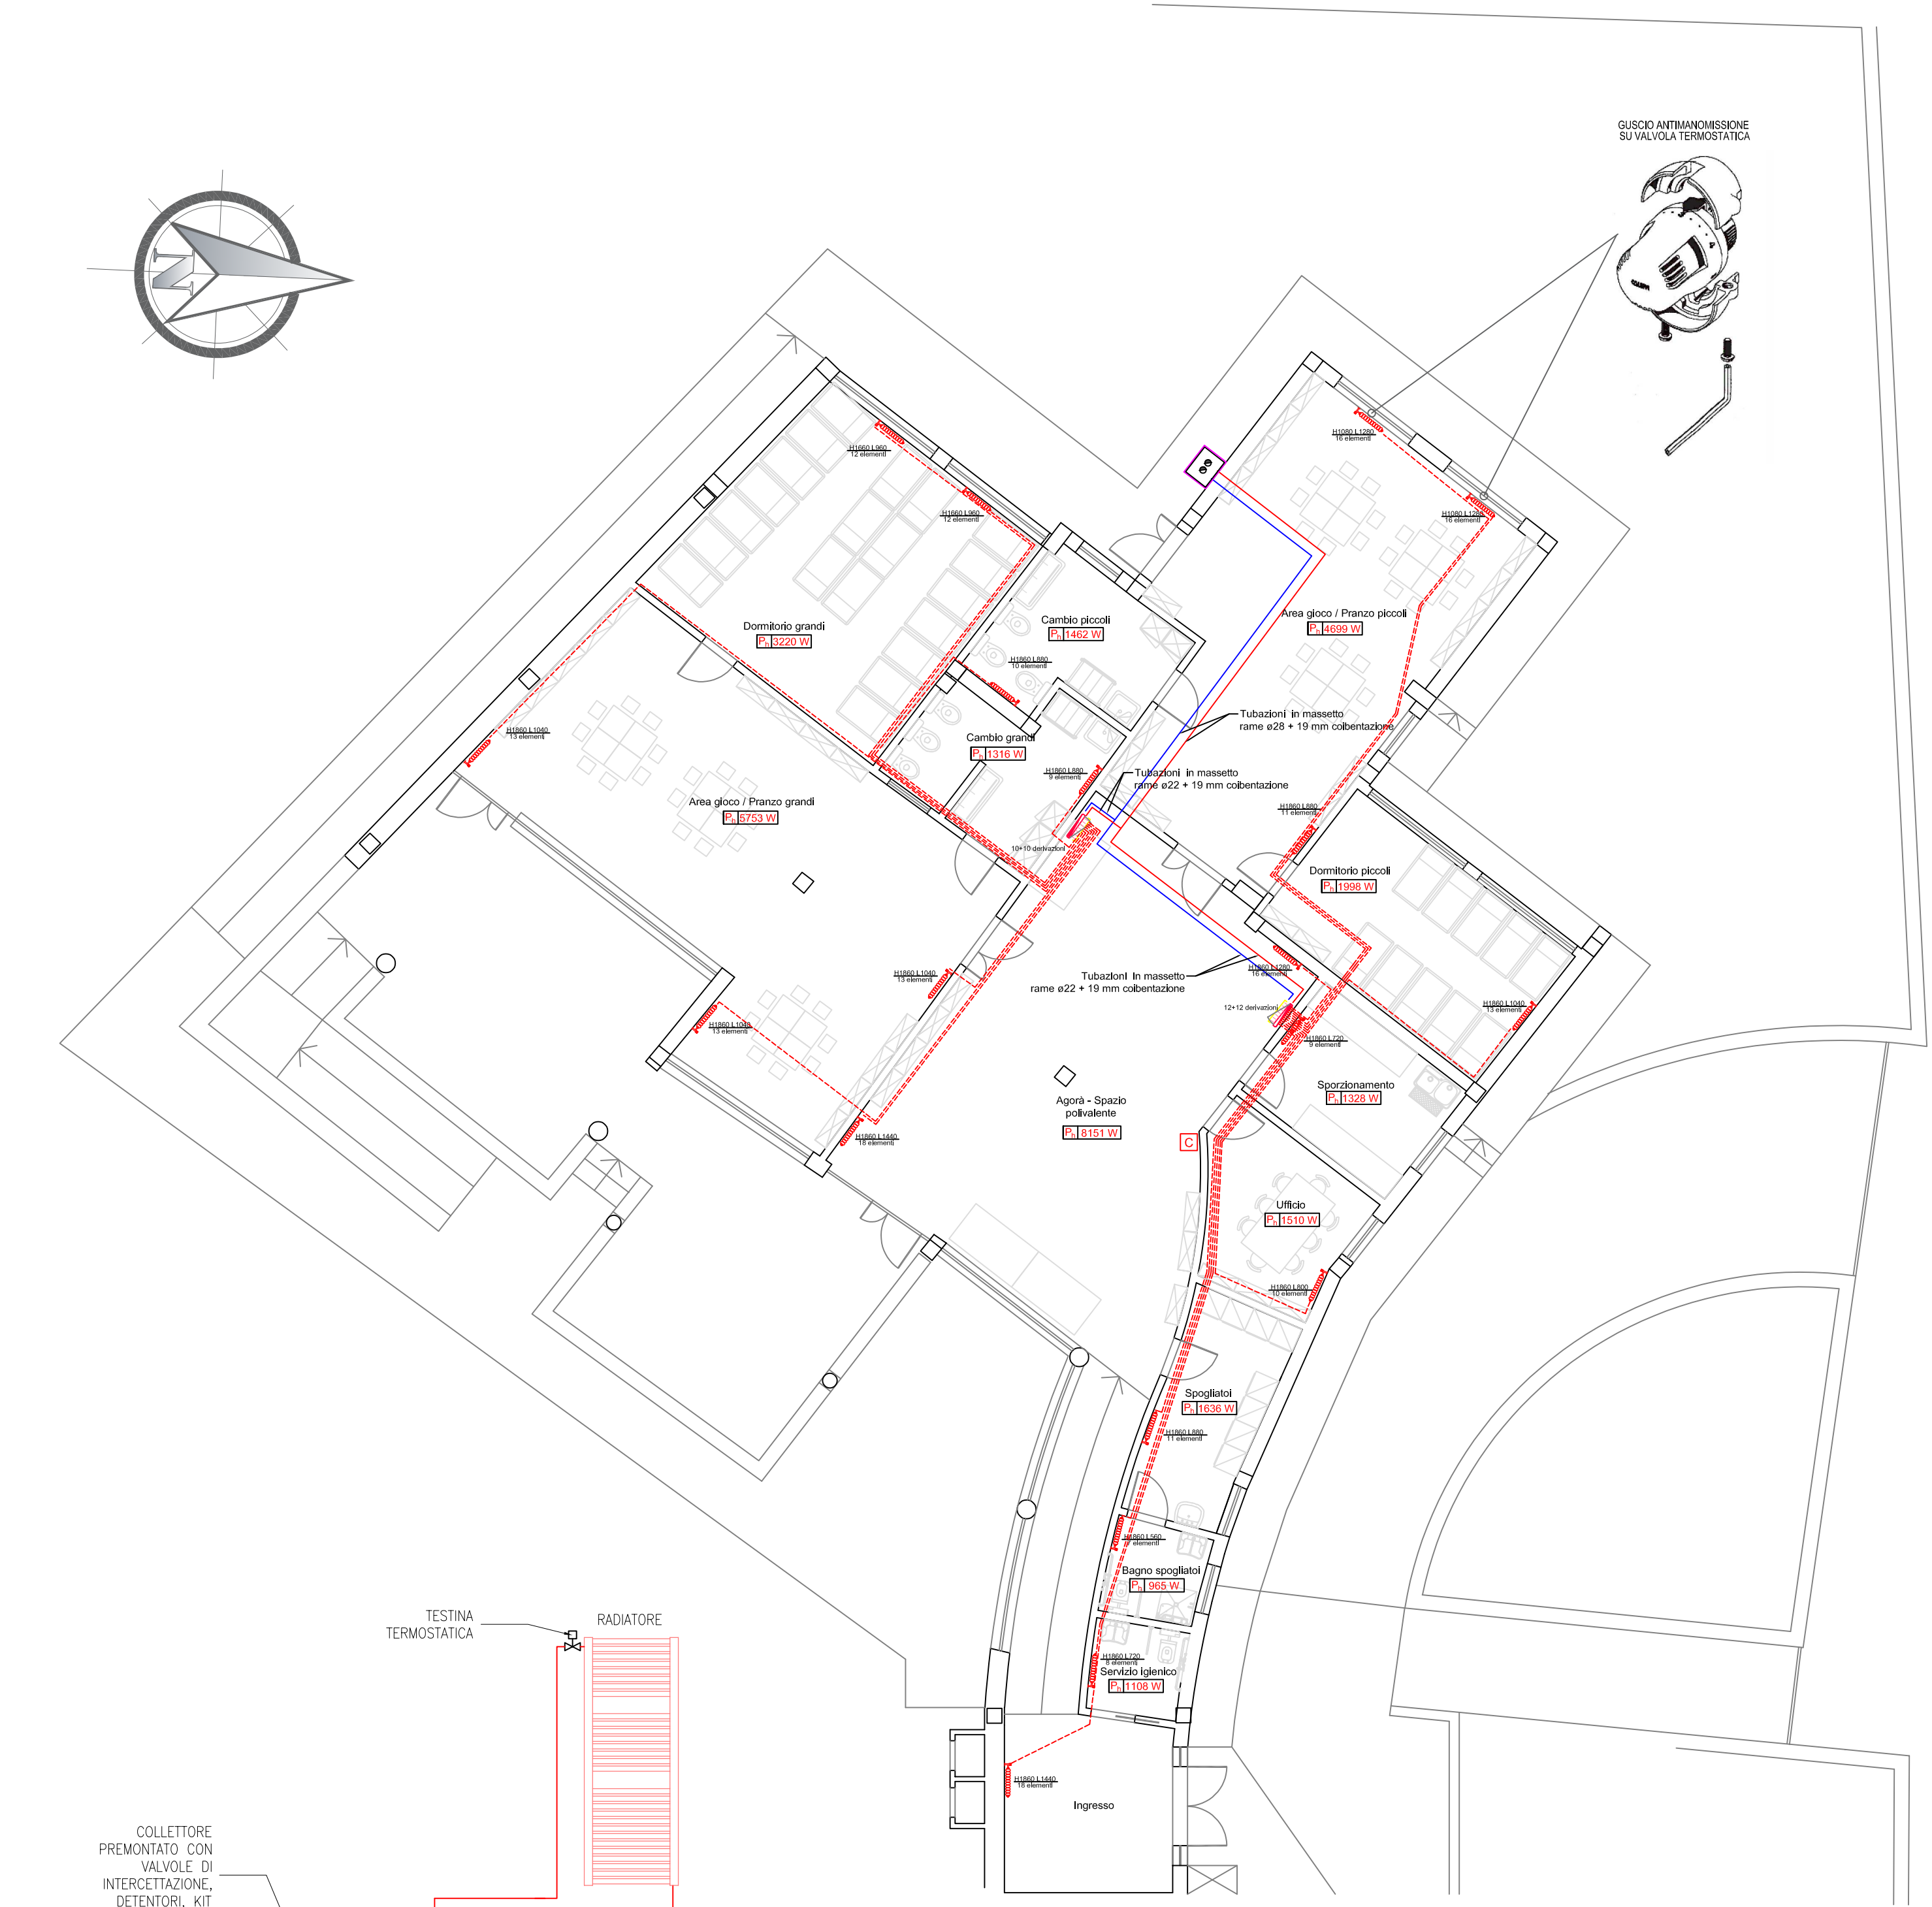 GUSCIO ANTIMANOMISSIONE
SU VALVOLA TERMOSTATICA
N
H1080 L1280
16 elementi
H1660 L960
12 elementi
H1660 L960
12 elementi
H1080 L1280
16 elementi
Area gioco / Pranzo piccoli
Ph 4699 W
Cambio piccoli
Ph 1462 W
Dormitorio grandi
Ph 3220 W
H1860 L880
10 elementi
Tubazioni in massetto
rame ø28 + 19 mm coibentazione
H1860 L1040
13 elementi
Cambio grandi
Ph 1316 W
H1860 L880
9 elementi
Tubazioni in massetto
rame ø22 + 19 mm coibentazione
Area gioco / Pranzo grandi
Ph 5753 W
H1860 L880
11 elementi
10+10 derivazioni
Dormitorio piccoli
Ph 1998 W
H1860 L1040
13 elementi
H1860 L1280
16 elementi
Tubazioni in massetto
rame ø22 + 19 mm coibentazione
12+12 derivazioni
H1860 L1040
13 elementi
H1860 L1040
13 elementi
H1860 L720
9 elementi
Sporzionamento
Ph 1328 W
Agorà - Spazio
polivalente
Ph 8151 W
H1860 L1440
18 elementi
C
Ufficio
Ph 1510 W
H1860 L800
10 elementi
Spogliatoi
Ph 1636 W
H1860 L880
11 elementi
H1860 L560
7 elementi
Bagno spogliatoi
Ph 965 W
H1860 L720
8 elementi
Servizio igienico
Ph 1108 W
H1860 L1440
18 elementi
Ingresso
TESTINA
TERMOSTATICA
RADIATORE
COLLETTORE
PREMONTATO CON
VALVOLE DI
INTERCETTAZIONE,
DETENTORI, KIT